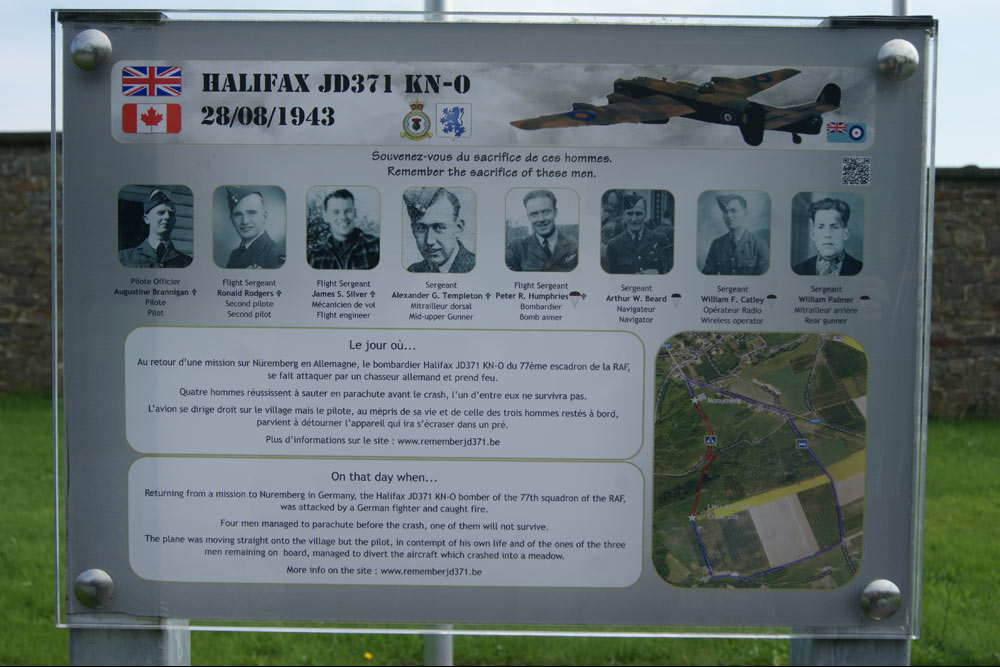 HALIFAX JD371 KN-O
28/08/1943
Souvenez-vous du sacrifice de ces hommes.
Remember the sacrifice of these men.
Pilote Officier
Augustine Brannigan ✝
Pilote
Pilot
Flight Sergeant
Ronald Rodgers ✝
Second pilote
Second pilot
Flight Sergeant
James S. Silver ✝
Mécanicien de vol
Flight engineer
Sergeant
Alexander G. Templeton ✝
Mitrailleur dorsal
Mid-upper Gunner
Flight Sergeant
Peter R. Humphries ✝
Bombardier
Bomb aimer
Sergeant
Arthur W. Beard
Navigateur
Navigator
Sergeant
William F. Catley
Opérateur Radio
Wireless operator
Sergeant
William Palmer
Mitrailleur arrière
Rear gunner
Le jour où...
Au retour d'une mission sur Nüremberg en Allemagne, le bombardier Halifax JD371 KN-O du 77ème escadron de la RAF,
se fait attaquer par un chasseur allemand et prend feu.
Quatre hommes réussissent à sauter en parachute avant le crash, l'un d'entre eux ne survivra pas.
L'avion se dirige droit sur le village mais le pilote, au mépris de sa vie et de celle des trois hommes restés à bord,
parvient à détourner l'appareil qui ira s'écraser dans un pré.
Plus d'informations sur le site : www.rememberjd371.be
On that day when...
Returning from a mission to Nuremberg in Germany, the Halifax JD371 KN-O bomber of the 77th squadron of the RAF,
was attacked by a German fighter and caught fire.
Four men managed to parachute before the crash, one of them will not survive.
The plane was moving straight onto the village but the pilot, in contempt of his own life and of the ones of the three
men remaining on board, managed to divert the aircraft which crashed into a meadow.
More info on the site : www.rememberjd371.be
Monument
Crash site